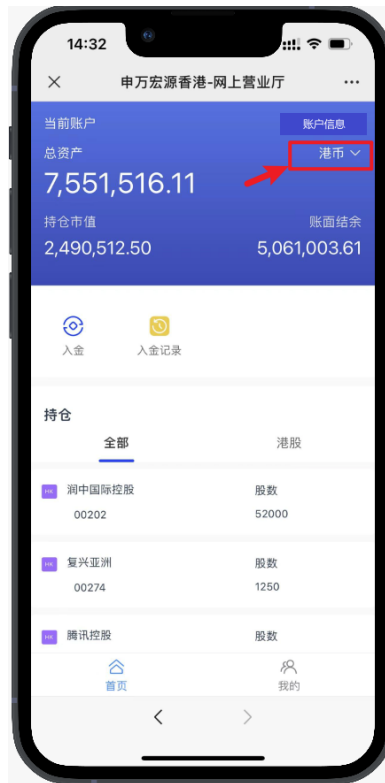 14:32
申万宏源香港-网上营业厅
当前账户
账户信息
总资产
港币
7,551,516.11
持仓市值
账面结余
2,490,512.50
5,061,003.61
入金
入金记录
持仓
全部
港股
HK 润中国际控股
股数
00202
52000
HK 复兴亚洲
股数
00274
1250
HK 腾讯控股
股数
首页
我的